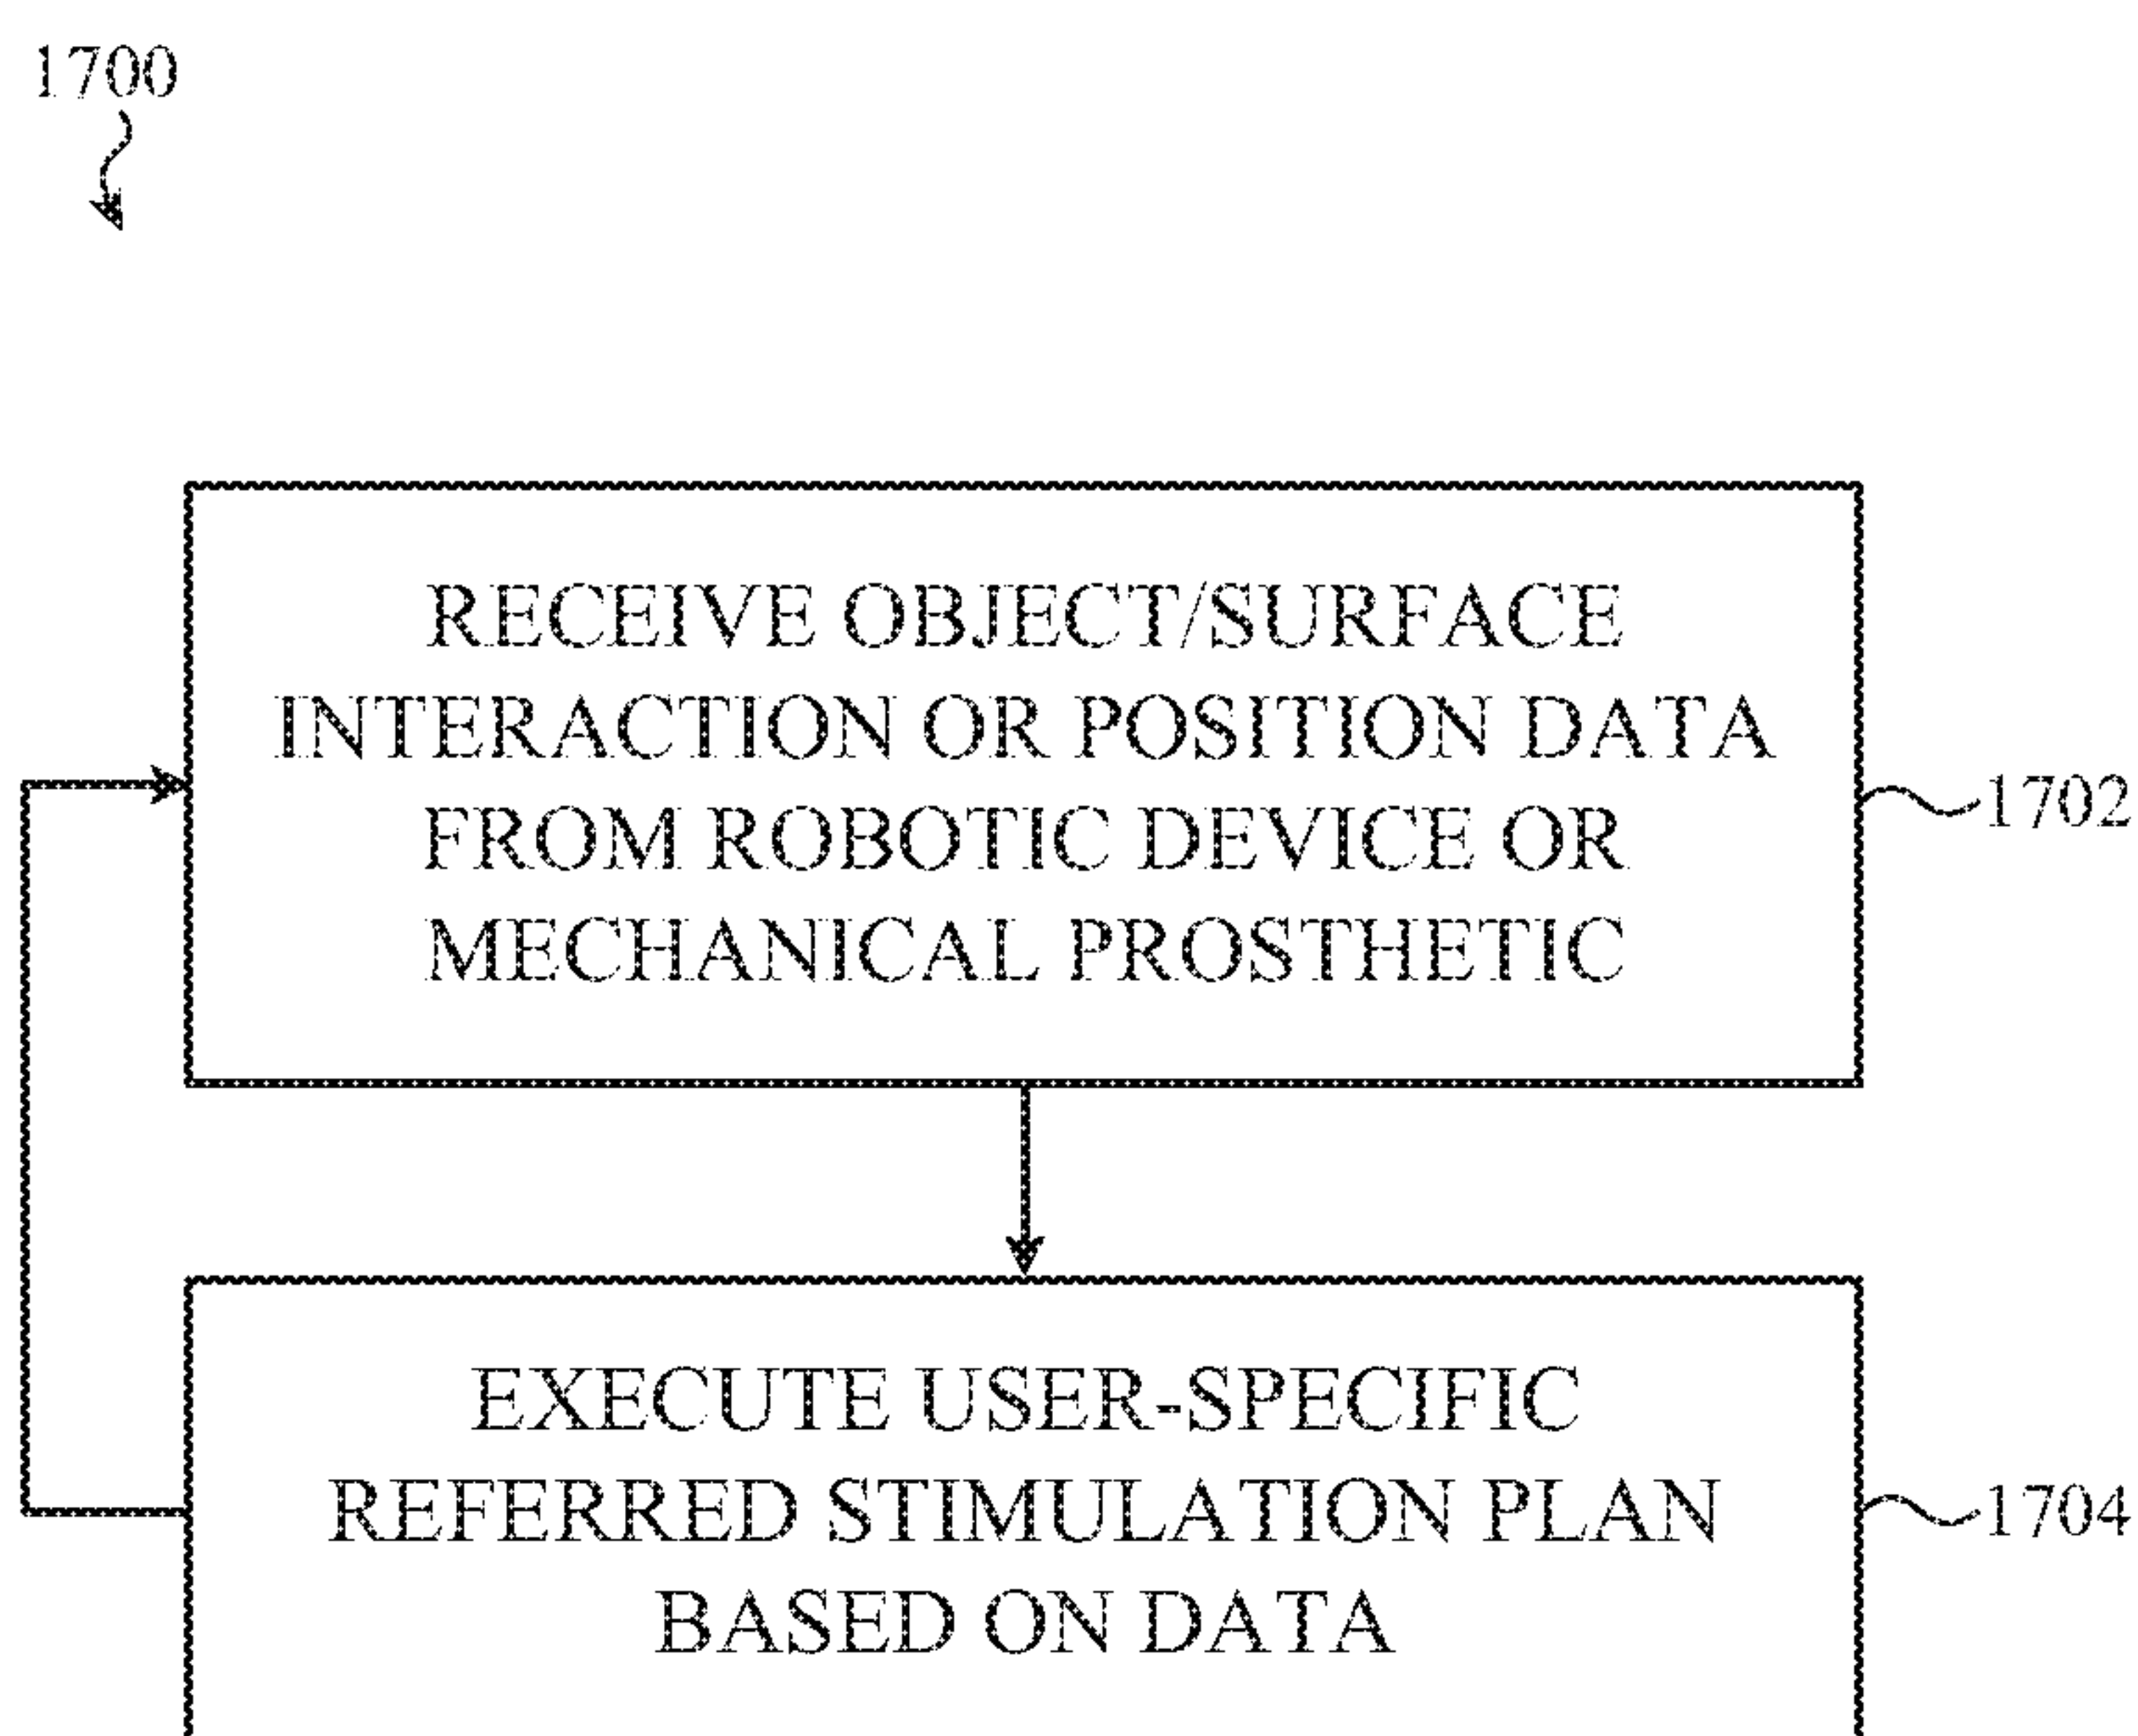 1700
RECEIVE OBJECT/SURFACE
INTERACTION OR POSITION DATA
FROM ROBOTIC DEVICE OR
MECHANICAL PROSTHETIC
1702
EXECUTE USER-SPECIFIC
REFERRED STIMULATION PLAN
BASED ON DATA
1704